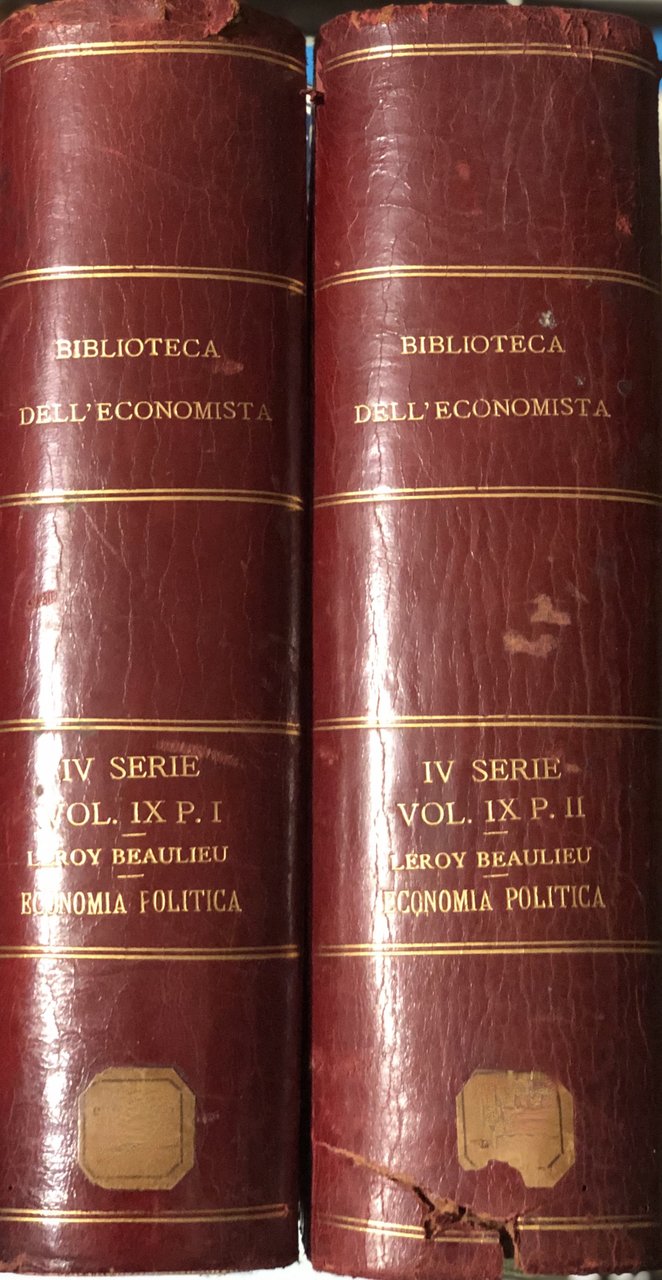 BIBLIOTECA
DELL'ECONOMISTA
IV SERIE
VOL. IX P. I
LEROY BEAULIEU
ECONOMIA POLITICA
BIBLIOTECA
DELL'ECONOMISTA
IV SERIE
VOL. IX P. II
LEROY BEAULIEU
ECONOMIA POLITICA